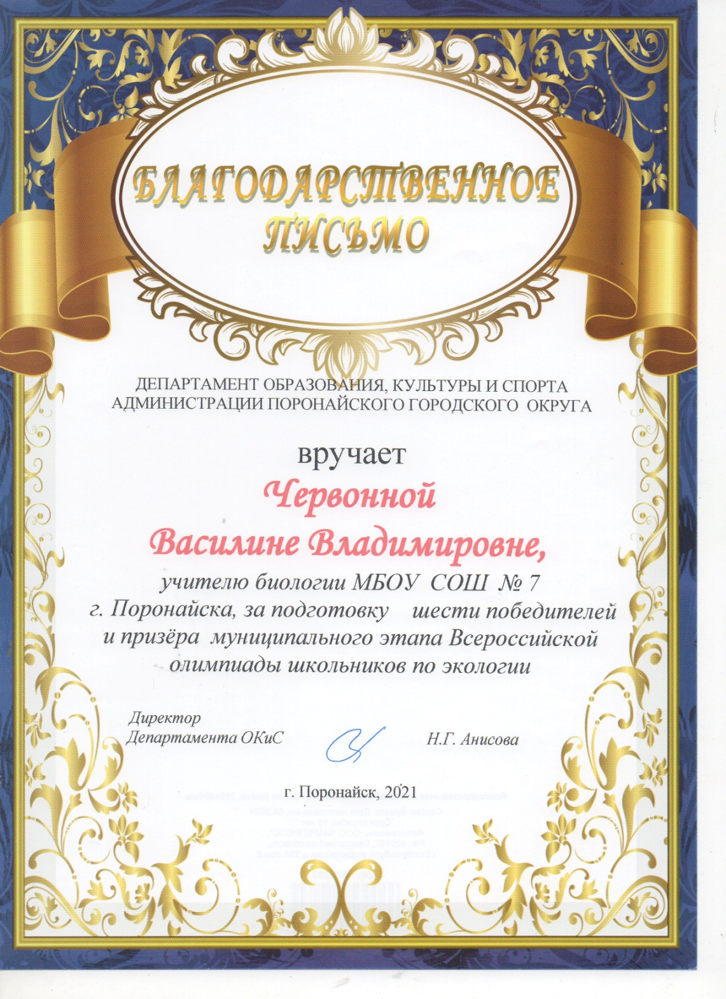 БЛАГОДАРСТВЕННОЕ
ПИСЬМО
ДЕПАРТАМЕНТ ОБРАЗОВАНИЯ, КУЛЬТУРЫ И СПОРТА
АДМИНИСТРАЦИИ ПОРОНАЙСКОГО ГОРОДСКОГО ОКРУГА
вручает
Червонной
Василине Владимировне,
учителю биологии МБОУ СОШ № 7
г. Поронайска, за подготовку шести победителей
и призёра муниципального этапа Всероссийской
олимпиады школьников по экологии
Директор
Департамента ОКиС Н.Г. Анисова
г. Поронайск, 2021